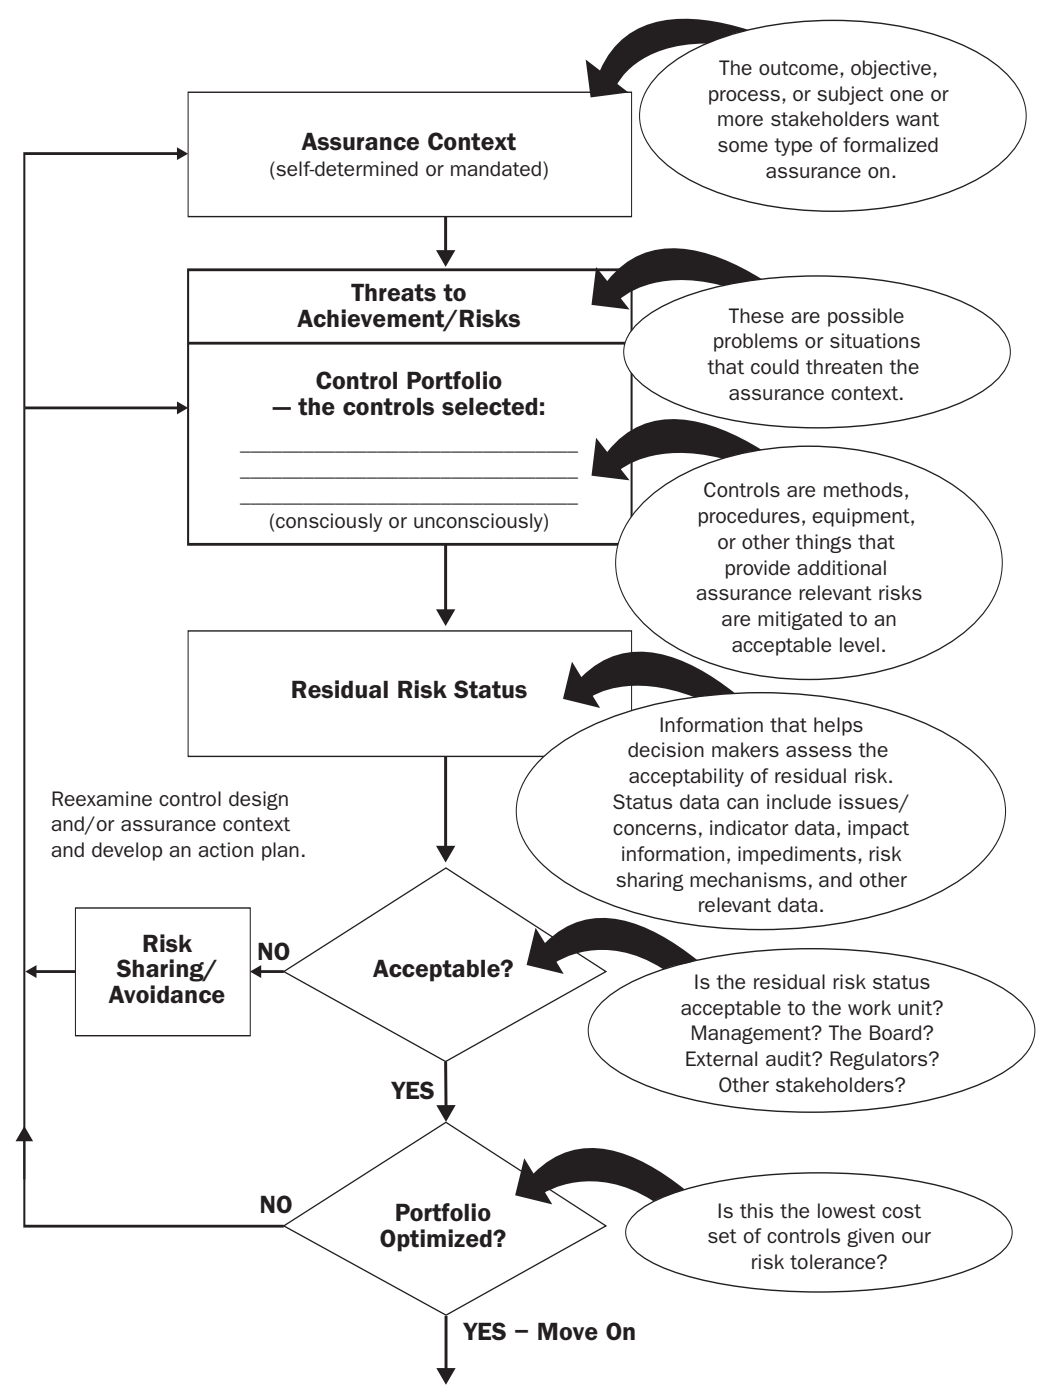 The outcome, objective,
process, or subject one or
more stakeholders want
some type of formalized
assurance on.
Assurance Context
(self-determined or mandated)
Threats to
Achievement/Risks
These are possible
problems or situations
that could threaten the
assurance context.
Control Portfolio
— the controls selected:
(consciously or unconsciously)
Controls are methods,
procedures, equipment,
or other things that
provide additional
assurance relevant risks
are mitigated to an
acceptable level.
Residual Risk Status
Information that helps
decision makers assess the
acceptability of residual risk.
Status data can include issues/
concerns, indicator data, impact
information, impediments, risk
sharing mechanisms, and other
relevant data.
Reexamine control design
and/or assurance context
and develop an action plan.
Risk
Sharing/
Avoidance
NO
Acceptable?
Is the residual risk status
acceptable to the work unit?
Management? The Board?
External audit? Regulators?
Other stakeholders?
YES
NO
Portfolio
Optimized?
Is this the lowest cost
set of controls given our
risk tolerance?
YES – Move On